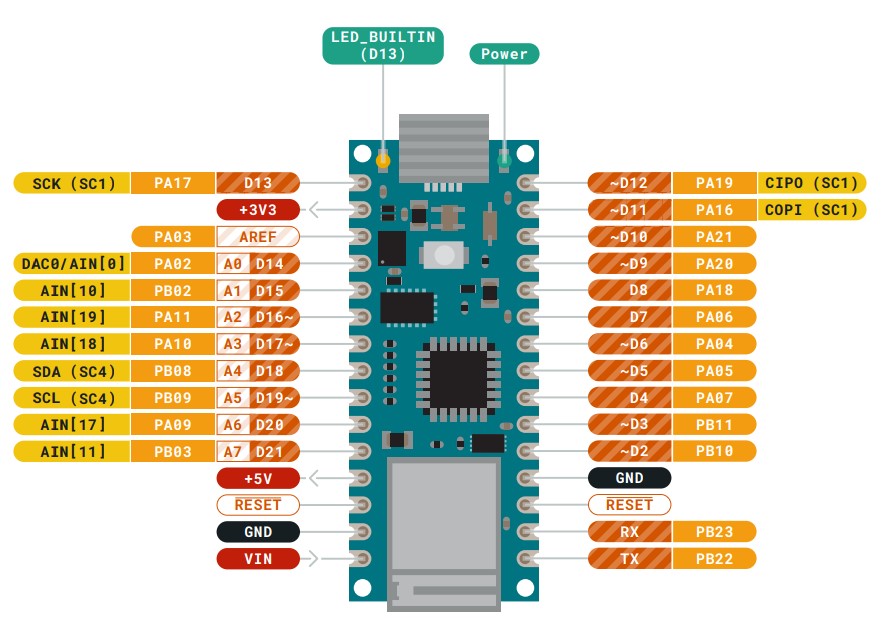 LED_BUILTIN
(D13)
Power
SCK (SC1) PA17 D13
+3V3
PA03 AREF
DAC0/AIN[0] PA02 A0 D14
AIN[10] PB02 A1 D15
AIN[19] PA11 A2 D16~
AIN[18] PA10 A3 D17~
SDA (SC4) PB08 A4 D18
SCL (SC4) PB09 A5 D19~
AIN[17] PA09 A6 D20
AIN[11] PB03 A7 D21
+5V
RESET
GND
VIN
~D12 PA19 CIPO (SC1)
~D11 PA16 COPI (SC1)
~D10 PA21
~D9 PA20
D8 PA18
D7 PA06
~D6 PA04
~D5 PA05
D4 PA07
~D3 PB11
~D2 PB10
GND
RESET
RX PB23
TX PB22